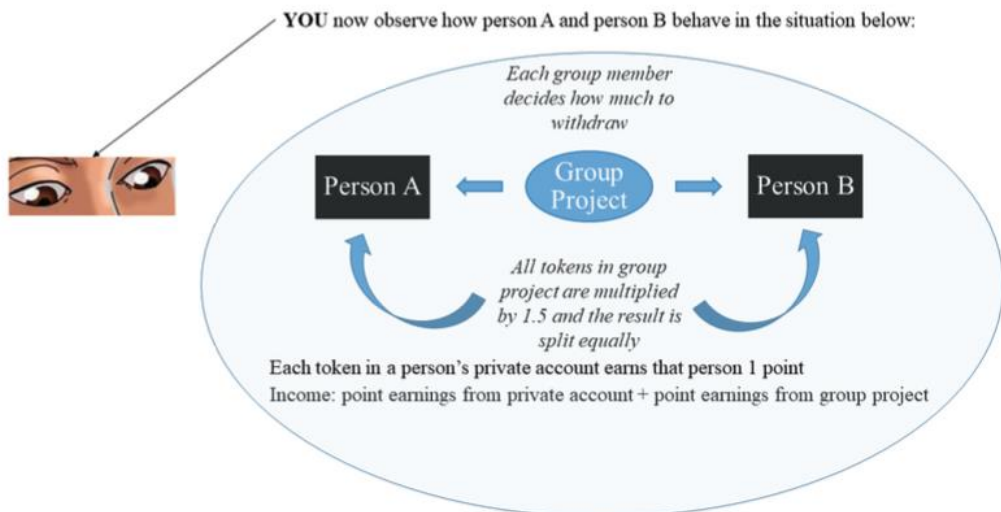 YOU now observe how person A and person B behave in the situation below:
Each group member
decides how much to
withdraw
Person A
Group
Project
Person B
All tokens in group
project are multiplied
by 1.5 and the result is
split equally
Each token in a person's private account earns that person 1 point
Income: point earnings from private account + point earnings from group project